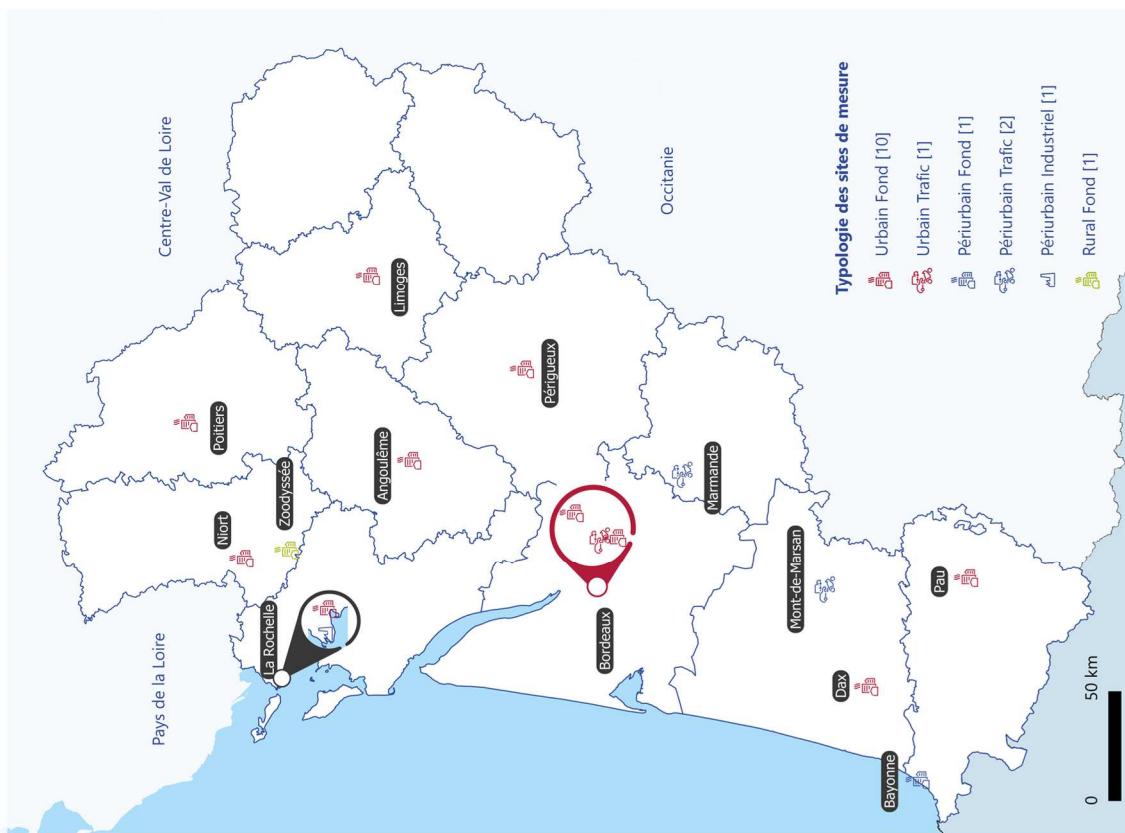 Pays de la Loire
Centre-Val de Loire
Occitanie
Poitiers
Niort
Zoodyssée
La Rochelle
Limoges
Angoulême
Périgueux
Bordeaux
Marmande
Mont-de-Marsan
Dax
Pau
Bayonne
Typologie des sites de mesure
Urbain Fond [10]
Urbain Trafic [1]
Périurbain Fond [1]
Périurbain Trafic [2]
Périurbain Industriel [1]
Rural Fond [1]
0 50 km